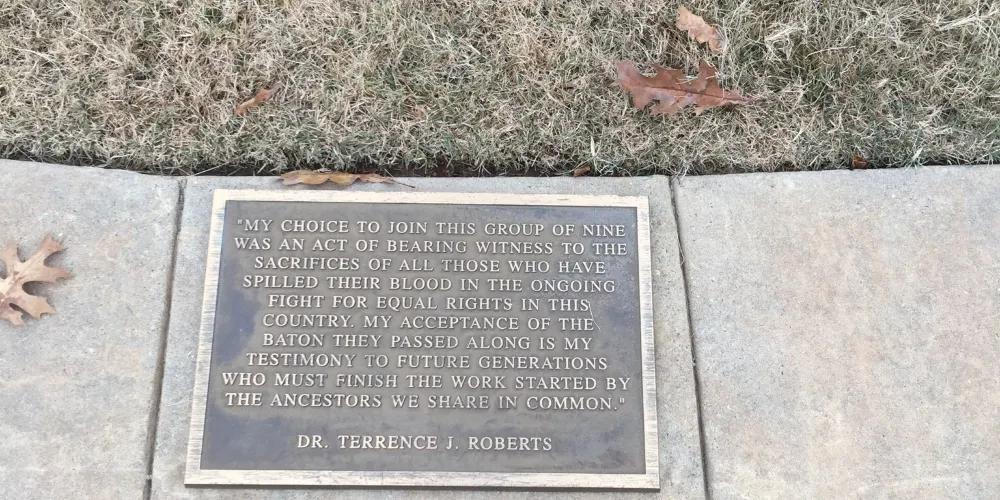 "MY CHOICE TO JOIN THIS GROUP OF NINE
WAS AN ACT OF BEARING WITNESS TO THE
SACRIFICES OF ALL THOSE WHO HAVE
SPILLED THEIR BLOOD IN THE ONGOING
FIGHT FOR EQUAL RIGHTS IN THIS
COUNTRY. MY ACCEPTANCE OF THE
BATON THEY PASSED ALONG IS MY
TESTIMONY TO FUTURE GENERATIONS
WHO MUST FINISH THE WORK STARTED BY
THE ANCESTORS WE SHARE IN COMMON."
DR. TERRENCE J. ROBERTS